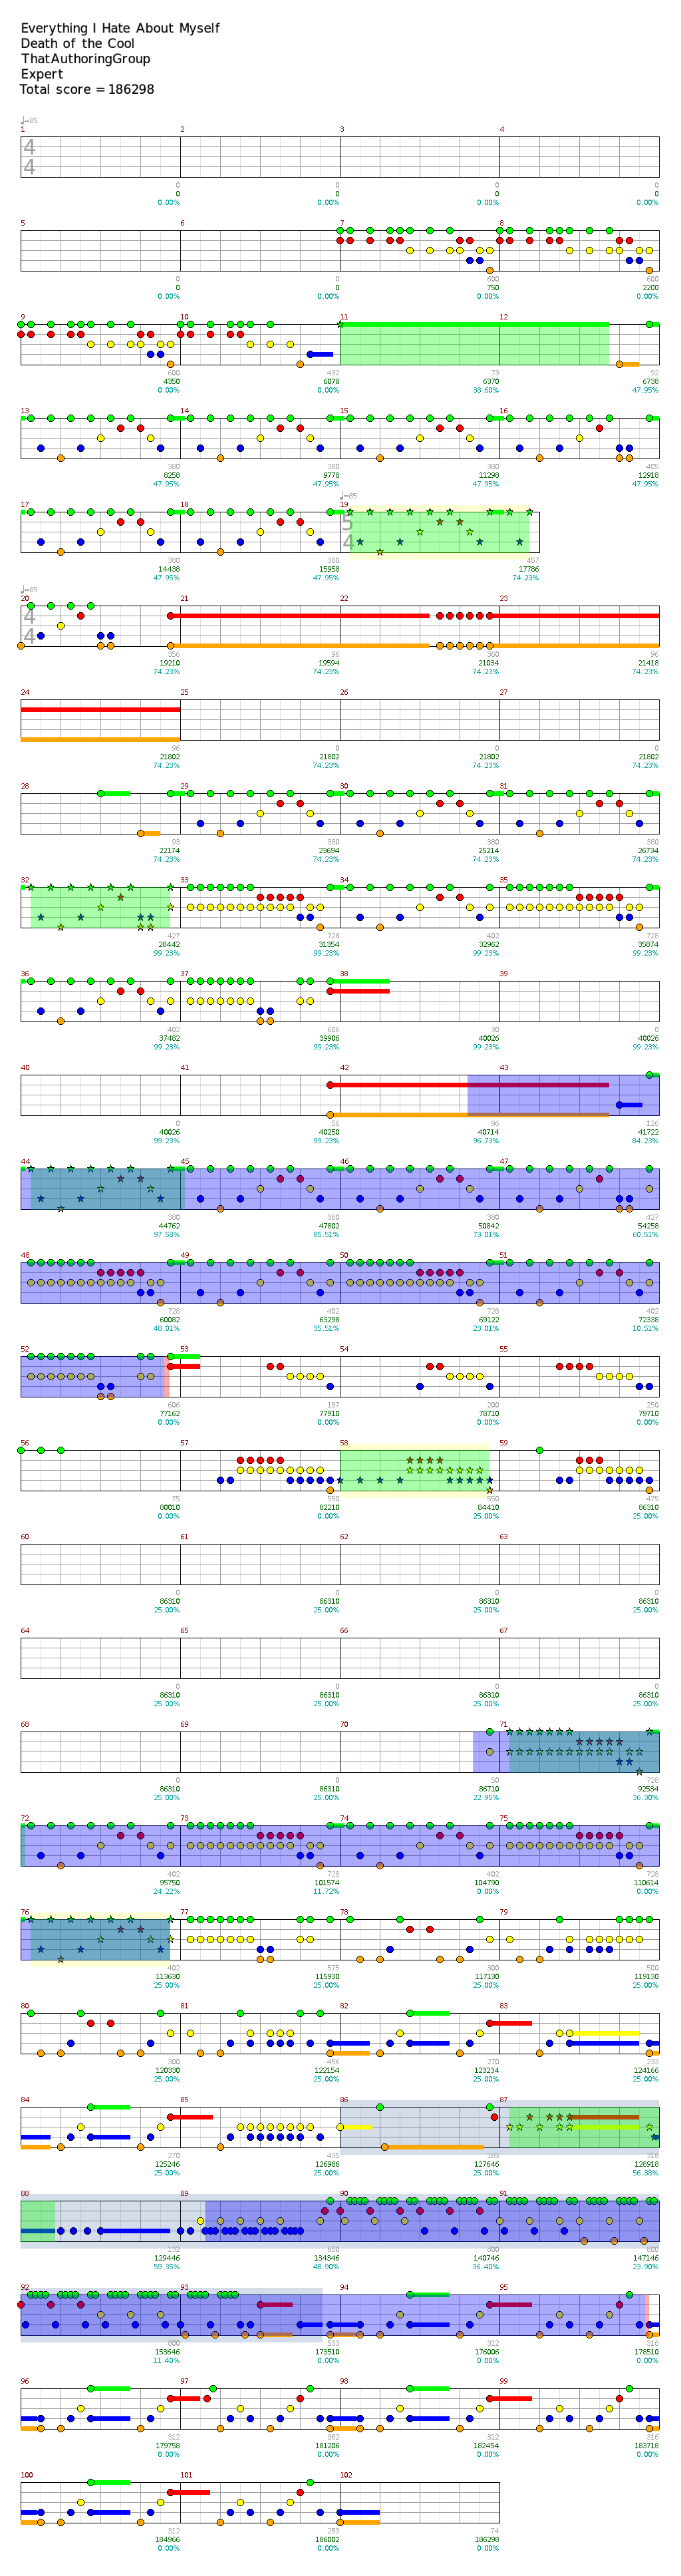 Everything I Hate About Myself
Death of the Cool
ThatAuthoringGroup
Expert
Total score = 186298
♩=85
1 2 3 4
4
4
0 0 0 0
0 0 0 0
0.00% 0.00% 0.00% 0.00%
5 6 7 8
0 0 600 600
0 0 750 2200
0.00% 0.00% 0.00% 0.00%
9 10 11 12
600 432 73 92
4350 6078 6370 6738
0.00% 0.00% 38.60% 47.95%
13 14 15 16
380 380 380 405
8258 9778 11298 12918
47.95% 47.95% 47.95% 47.95%
♩=85
17 18 19
5
4
380 380 457
14438 15958 17786
47.95% 47.95% 74.23%
♩=85
20 21 22 23
4
4
356 96 360 96
19210 19594 21034 21418
74.23% 74.23% 74.23% 74.23%
24 25 26 27
96 0 0 0
21802 21802 21802 21802
74.23% 74.23% 74.23% 74.23%
28 29 30 31
93 380 380 380
22174 23694 25214 26734
74.23% 74.23% 74.23% 74.23%
32 33 34 35
427 728 402 728
28442 31354 32962 35874
99.23% 99.23% 99.23% 99.23%
36 37 38 39
402 606 30 0
37482 39906 40026 40026
99.23% 99.23% 99.23% 99.23%
40 41 42 43
0 56 96 126
40026 40250 40714 41722
99.23% 99.23% 96.73% 84.23%
44 45 46 47
380 380 380 427
44762 47802 50842 54258
97.58% 85.51% 73.01% 60.51%
48 49 50 51
728 402 728 402
60082 63298 69122 72338
48.01% 35.51% 23.01% 10.51%
52 53 54 55
606 187 200 250
77162 77910 78710 79710
0.00% 0.00% 0.00% 0.00%
56 57 58 59
75 550 550 475
80010 82210 84410 86310
0.00% 0.00% 25.00% 25.00%
60 61 62 63
0 0 0 0
86310 86310 86310 86310
25.00% 25.00% 25.00% 25.00%
64 65 66 67
0 0 0 0
86310 86310 86310 86310
25.00% 25.00% 25.00% 25.00%
68 69 70 71
0 0 50 728
86310 86310 86710 92534
25.00% 25.00% 22.95% 36.30%
72 73 74 75
402 728 402 728
95750 101574 104790 110614
24.22% 11.72% 0.00% 0.00%
76 77 78 79
402 575 300 500
113630 115930 117130 119130
25.00% 25.00% 25.00% 25.00%
80 81 82 83
300 456 270 233
120330 122154 123234 124166
25.00% 25.00% 25.00% 25.00%
84 85 86 87
270 435 165 318
125246 126986 127646 128918
25.00% 25.00% 25.00% 56.38%
88 89 90 91
132 650 800 800
129446 134346 140746 147146
59.35% 48.90% 36.40% 23.90%
92 93 94 95
800 533 312 316
153646 173510 176006 178510
11.40% 0.00% 0.00% 0.00%
96 97 98 99
312 362 312 316
179758 181206 182454 183718
0.00% 0.00% 0.00% 0.00%
100 101 102
312 259 74
184966 186002 186298
0.00% 0.00% 0.00%